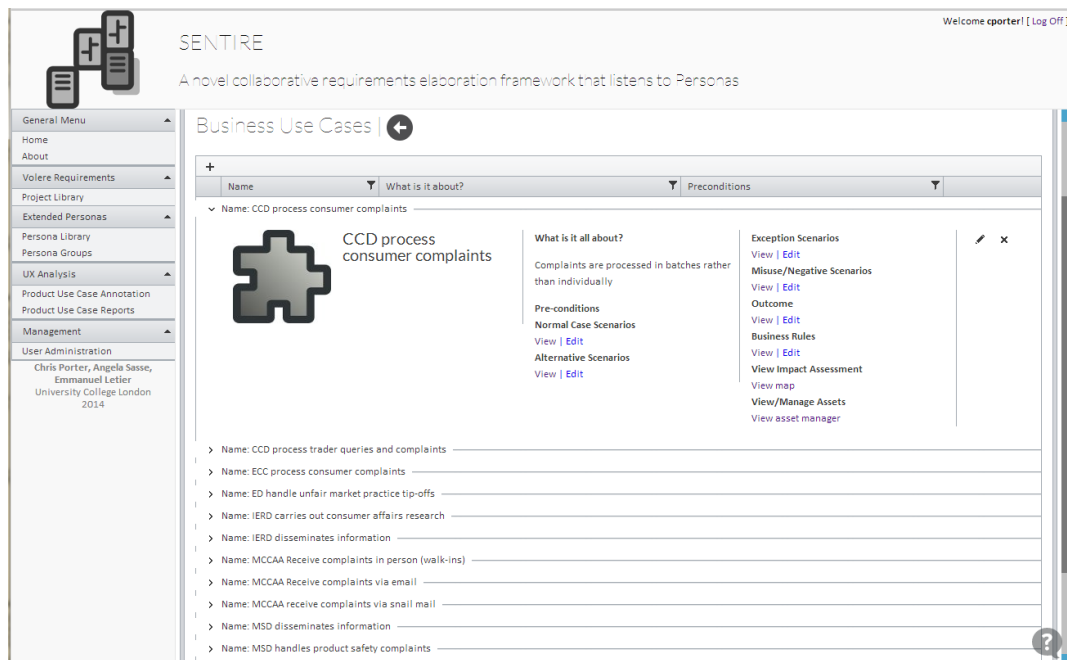 Welcome cporter! [ Log Off ]
SENTIRE
A novel collaborative requirements elaboration framework that listens to Personas
General Menu
Home
About
Volere Requirements
Project Library
Extended Personas
Persona Library
Persona Groups
UX Analysis
Product Use Case Annotation
Product Use Case Reports
Management
User Administration
Chris Porter, Angela Sasse,
Emmanuel Letier
University College London
2014
Business Use Cases |
+
Name What is it about? Preconditions
Name: CCD process consumer complaints
CCD process
consumer complaints
What is it all about?
Complaints are processed in batches rather
than individually
Pre-conditions
Normal Case Scenarios
View | Edit
Alternative Scenarios
View | Edit
Exception Scenarios
View | Edit
Misuse/Negative Scenarios
View | Edit
Outcome
View | Edit
Business Rules
View | Edit
View Impact Assessment
View map
View/Manage Assets
View asset manager
Name: CCD process trader queries and complaints
Name: ECC process consumer complaints
Name: ED handle unfair market practice tip-offs
Name: IERD carries out consumer affairs research
Name: IERD disseminates information
Name: MCCAA Receive complaints in person (walk-ins)
Name: MCCAA Receive complaints via email
Name: MCCAA receive complaints via snail mail
Name: MSD disseminates information
Name: MSD handles product safety complaints
?